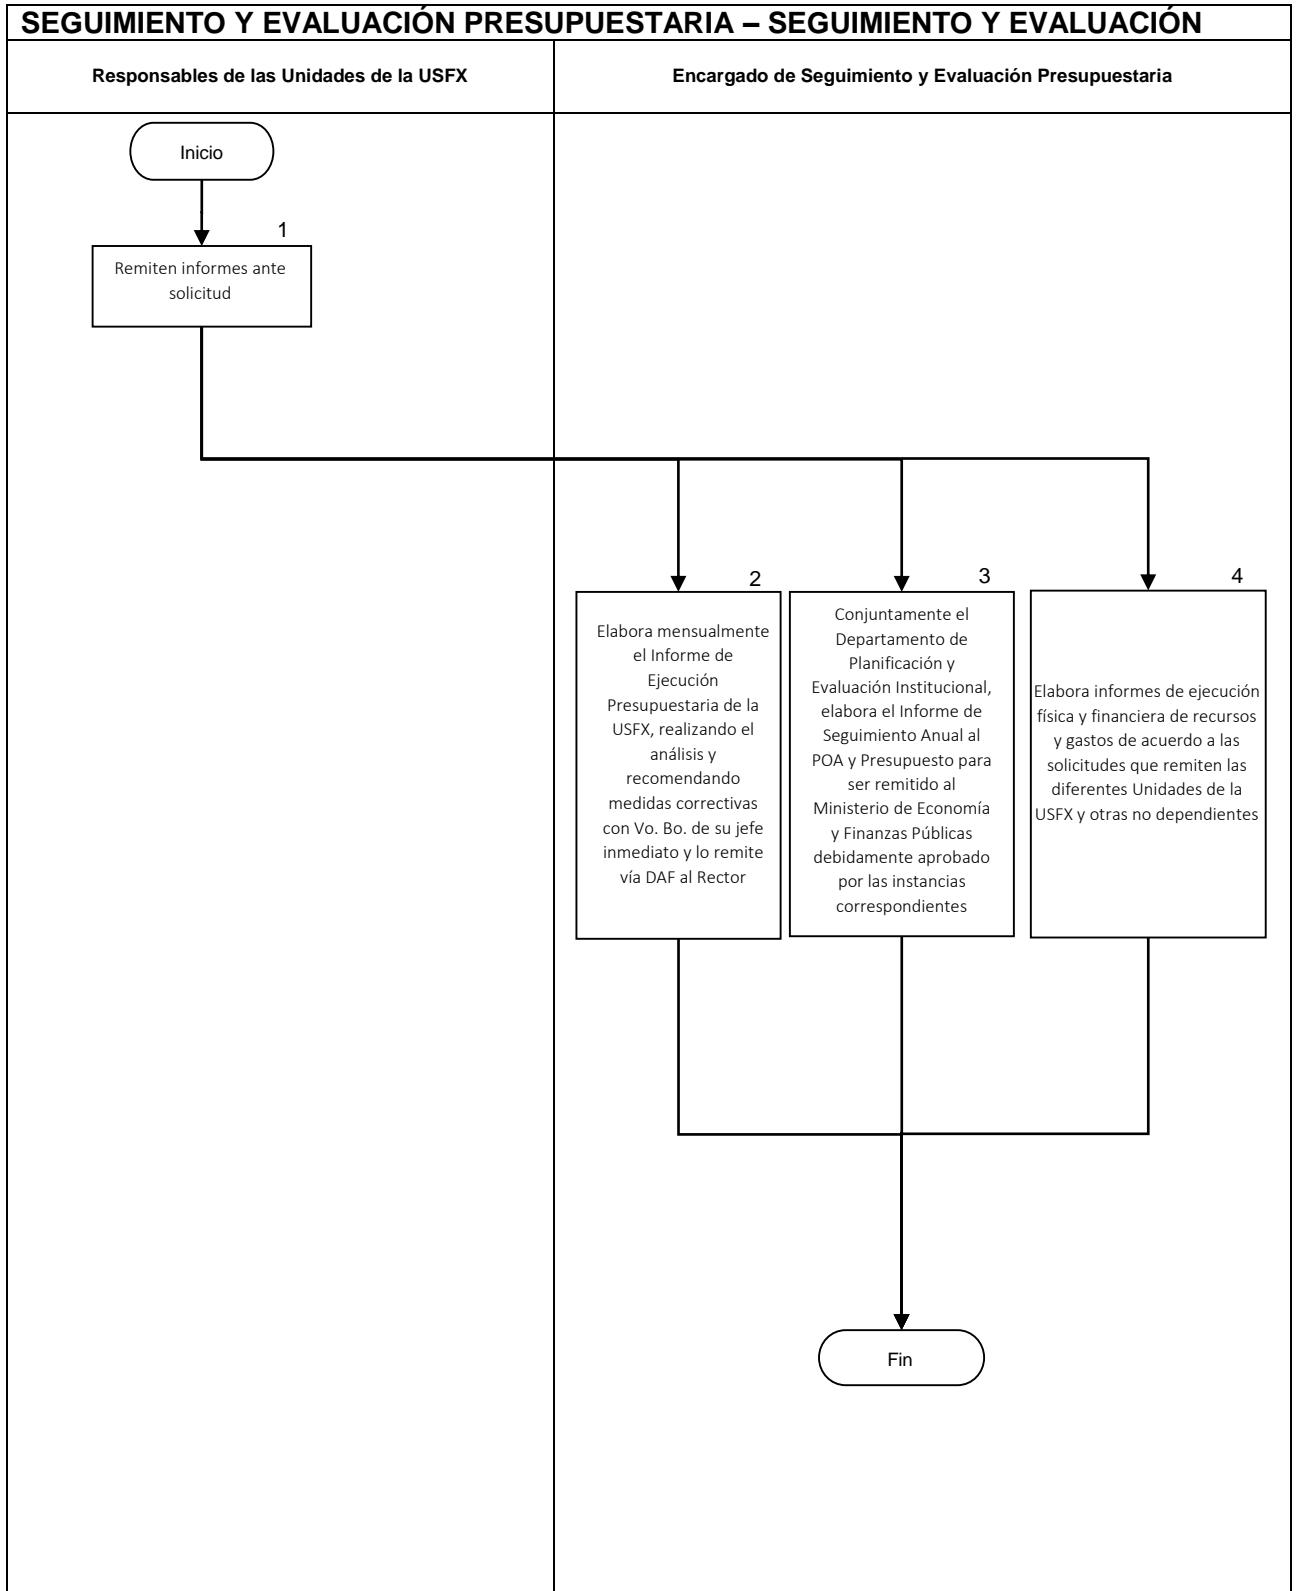 SEGUIMIENTO Y EVALUACIÓN PRESUPUESTARIA – SEGUIMIENTO Y EVALUACIÓN
Responsables de las Unidades de la USFX
Encargado de Seguimiento y Evaluación Presupuestaria
Inicio
1
Remiten informes ante
solicitud
2
Elabora mensualmente
el Informe de
Ejecución
Presupuestaria de la
USFX, realizando el
análisis y
recomendando
medidas correctivas
con Vo. Bo. de su jefe
inmediato y lo remite
vía DAF al Rector
3
Conjuntamente el
Departamento de
Planificación y
Evaluación Institucional,
elabora el Informe de
Seguimiento Anual al
POA y Presupuesto para
ser remitido al
Ministerio de Economía
y Finanzas Públicas
debidamente aprobado
por las instancias
correspondientes
4
Elabora informes de ejecución
física y financiera de recursos
y gastos de acuerdo a las
solicitudes que remiten las
diferentes Unidades de la
USFX y otras no dependientes
Fin